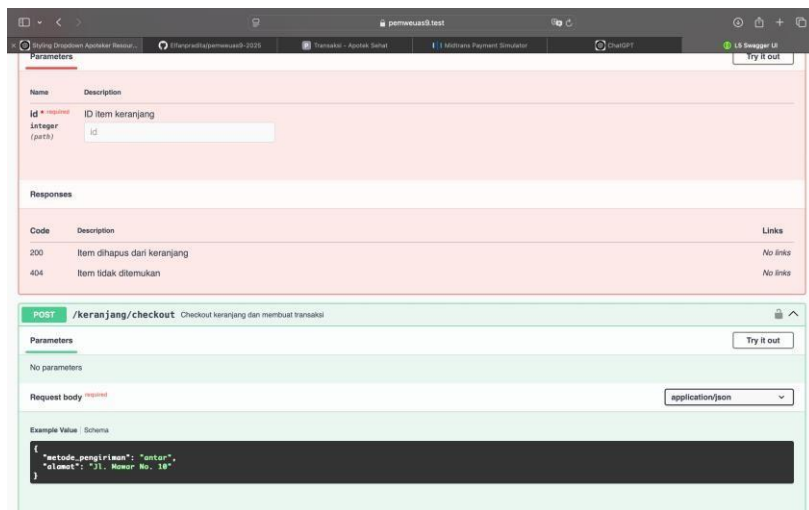 pemweuas9.test
Styling Dropdown Apoteker Resour...
Elfanpradita/pemweuas9-2025
Transaksi - Apotek Sehat
Midtrans Payment Simulator
ChatGPT
L5 Swagger UI
Parameters
Try it out
Name
Description
id * required
integer
(path)
ID item keranjang
id
Responses
Code
Description
Links
200
Item dihapus dari keranjang
No links
404
Item tidak ditemukan
No links
POST
/keranjang/checkout
Checkout keranjang dan membuat transaksi
Parameters
Try it out
No parameters
Request body required
application/json
Example Value
Schema
{
"metode_pengiriman": "antar",
"alamat": "Jl. Mawar No. 10"
}